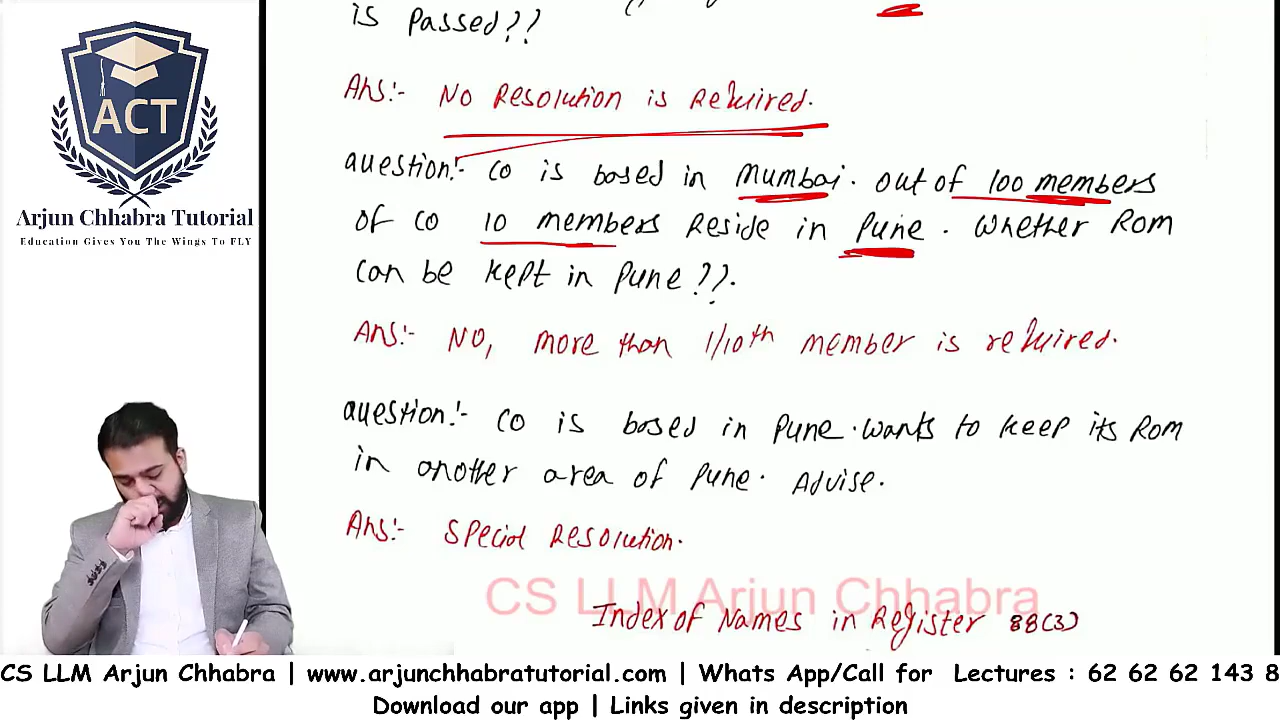 is Passed??
Ans:- No Resolution is Required.
Question:- Co is based in Mumbai. Out of 100 members
of Co 10 members Reside in Pune. Whether ROM
can be kept in Pune??.
Ans:- NO, more than 1/10th member is required.
Question:- Co is based in Pune. Wants to keep its ROM
in another area of Pune. Advise.
Ans:- Special Resolution.
CS LLM Arjun Chhabra
Index of Names in Register 88(3)
ACT
Arjun Chhabra Tutorial
Education Gives You The Wings To FLY
CS LLM Arjun Chhabra | www.arjunchhabratutorial.com | Whats App/Call for Lectures : 62 62 62 143 8
Download our app | Links given in description